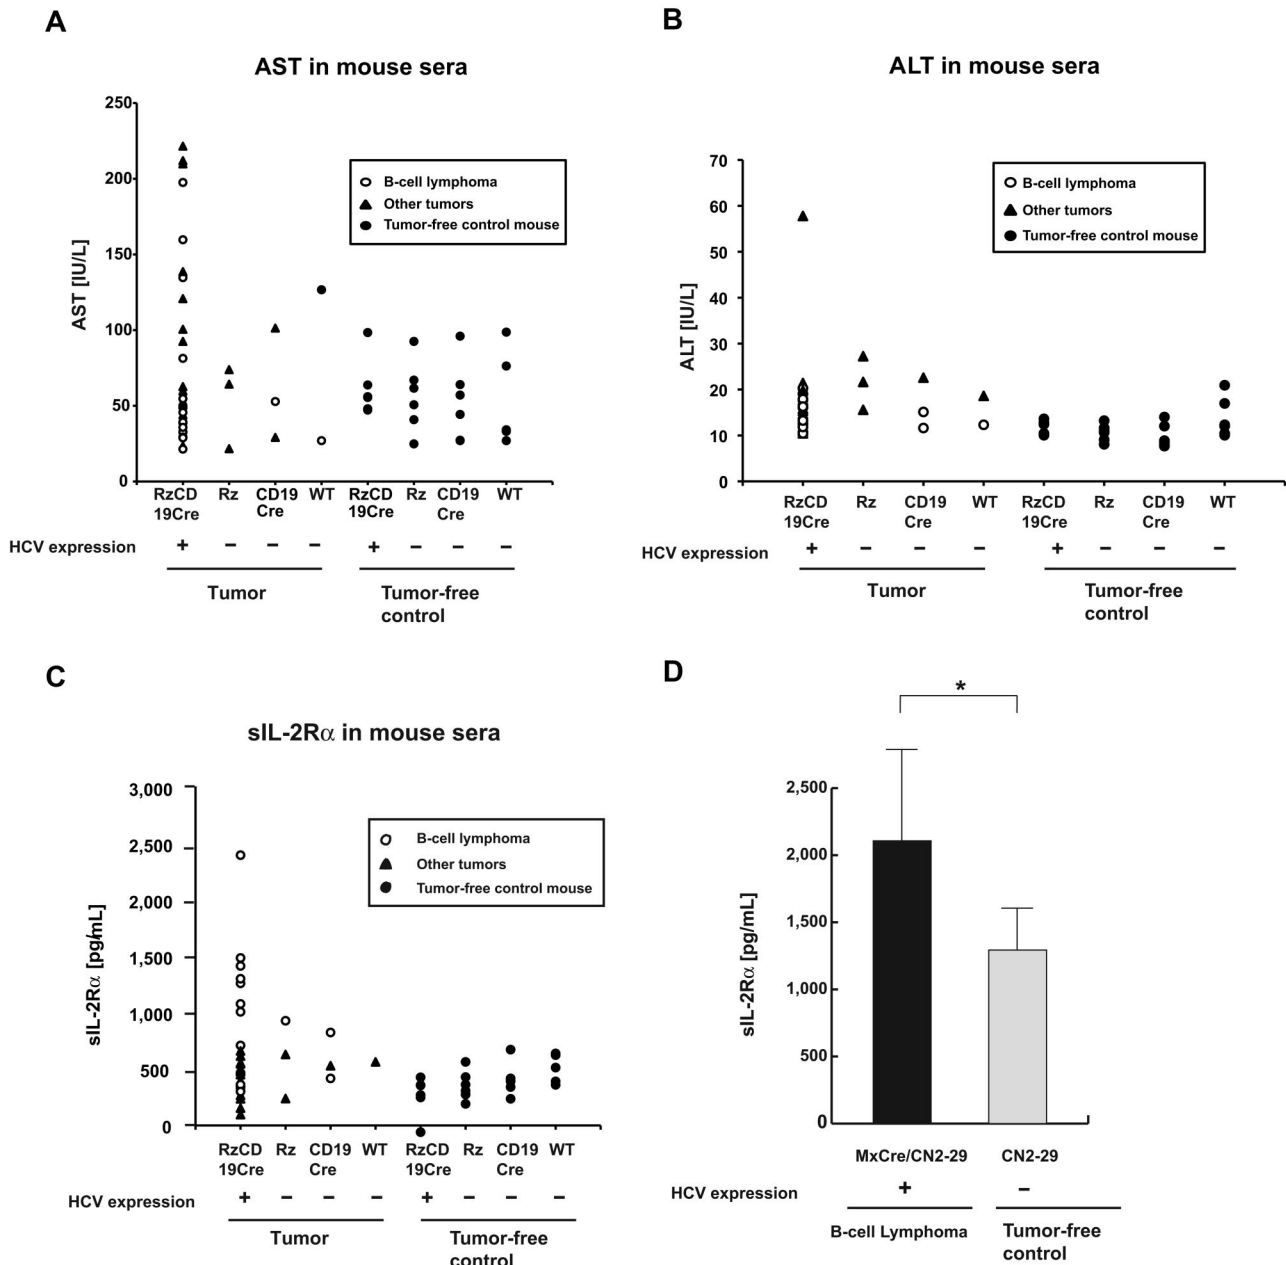 A
AST in mouse sera
250
200
150
100
50
0
AST [IU/L]
B-cell lymphoma
Other tumors
Tumor-free control mouse
RzCD Rz CD19 WT RzCD Rz CD19 WT
19Cre Cre 19Cre Cre
HCV expression + − − − + − − −
Tumor Tumor-free
control
B
ALT in mouse sera
70
60
50
40
30
20
10
0
ALT [IU/L]
B-cell lymphoma
Other tumors
Tumor-free control mouse
RzCD Rz CD19 WT RzCD Rz CD19 WT
19Cre Cre 19Cre Cre
HCV expression + − − − + − − −
Tumor Tumor-free
control
C
sIL-2Rα in mouse sera
3,000
2,500
2,000
1,500
1,000
500
0
sIL-2Rα [pg/mL]
B-cell lymphoma
Other tumors
Tumor-free control mouse
RzCD Rz CD19 WT RzCD Rz CD19 WT
19Cre Cre 19Cre Cre
HCV expression + − − − + − − −
Tumor Tumor-free
control
D
*
2,500
2,000
1,500
1,000
500
0
sIL-2Rα [pg/mL]
MxCre/CN2-29 CN2-29
HCV expression + −
B-cell Lymphoma Tumor-free
control